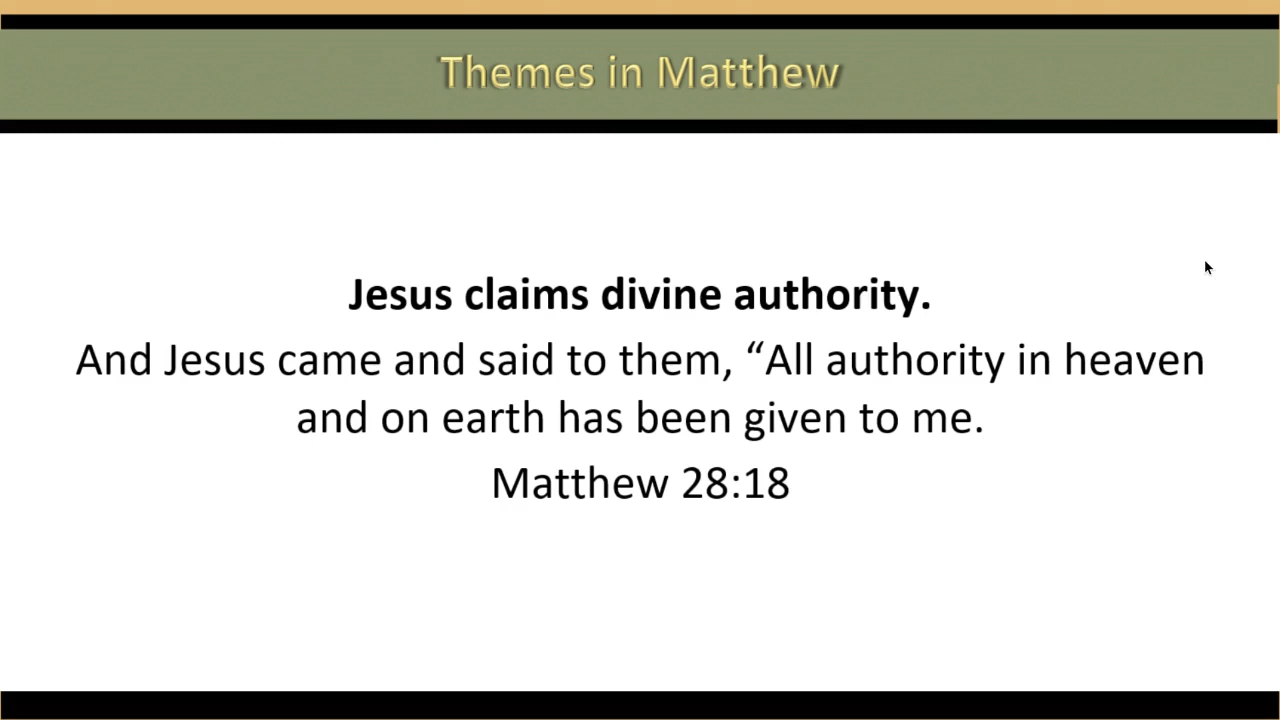 Themes in Matthew
Jesus claims divine authority.
And Jesus came and said to them, “All authority in heaven
and on earth has been given to me.
Matthew 28:18